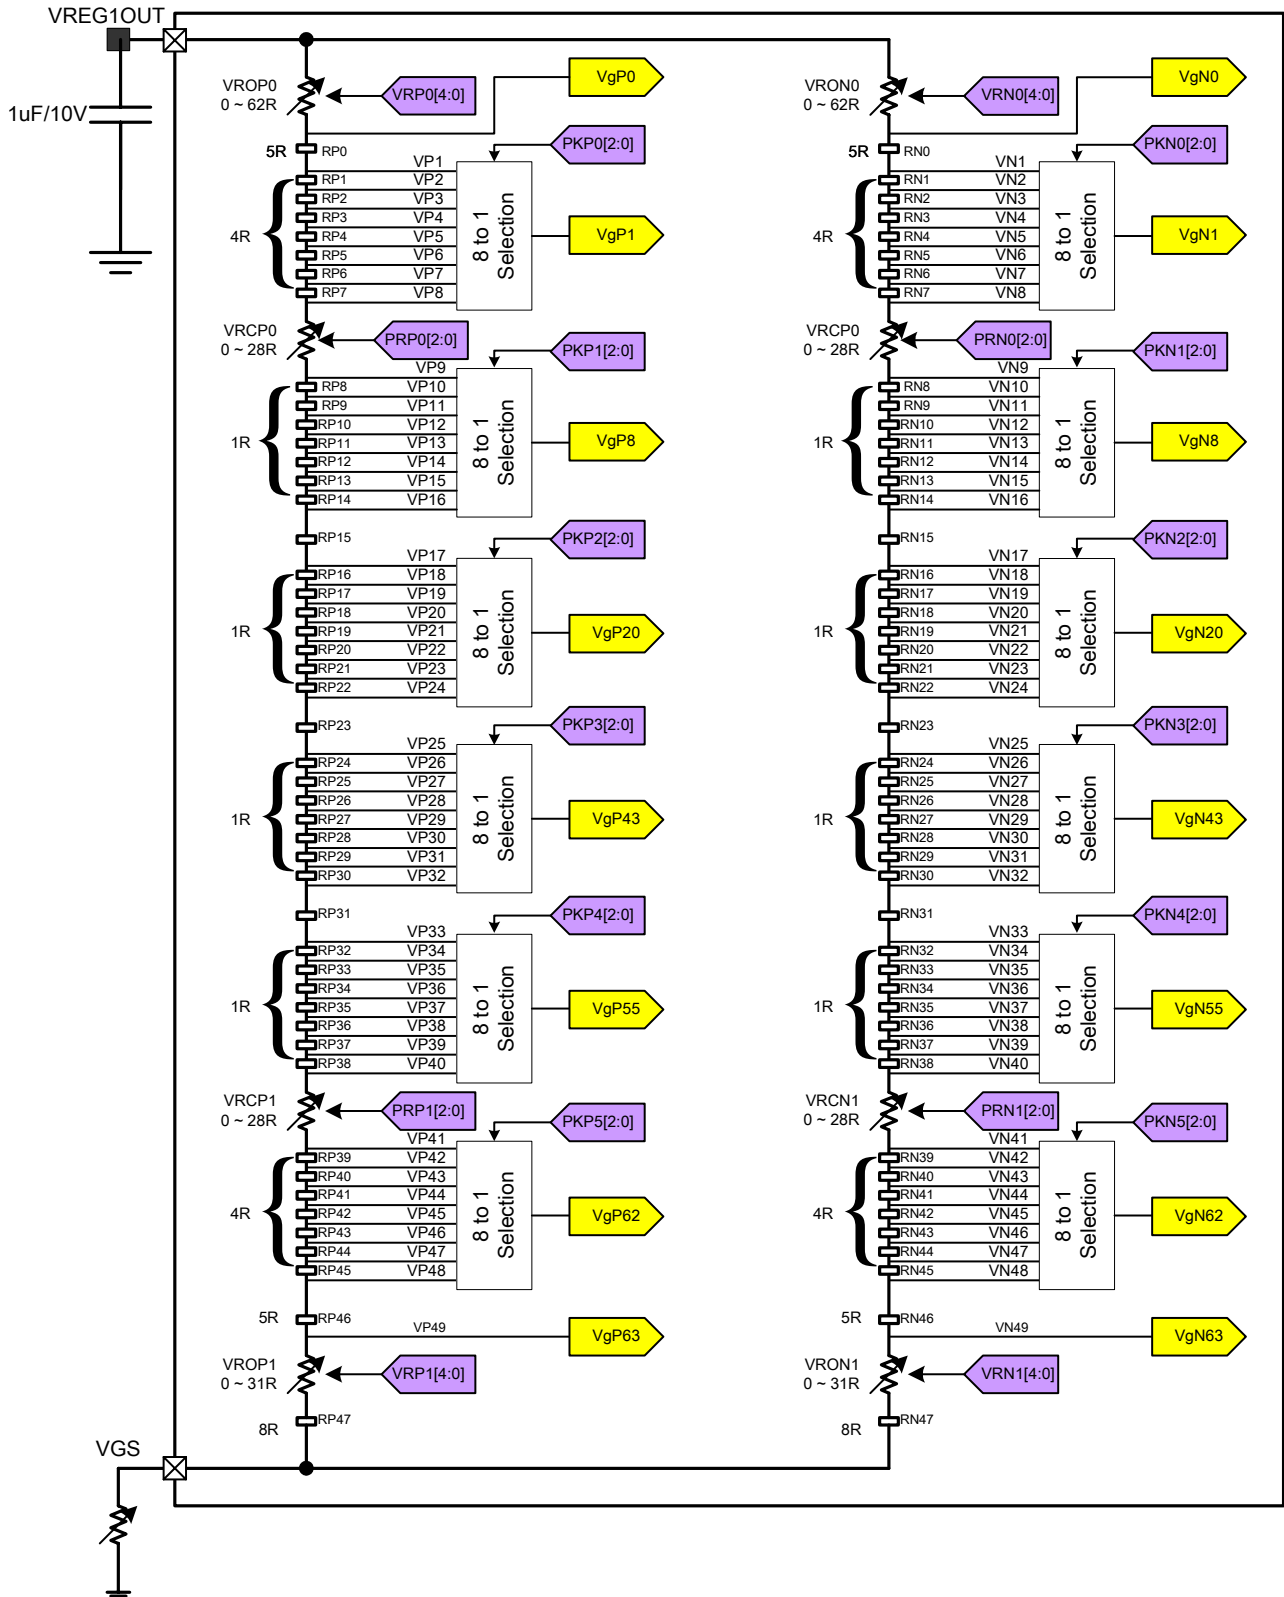 VREG1OUT
1uF/10V
VROP0
0 ~ 62R
VRP0[4:0]
VgP0
5R
RP0
PKP0[2:0]
VP1
RP1
VP2
RP2
VP3
RP3
VP4
4R
RP4
VP5
RP5
VP6
RP6
VP7
RP7
VP8
8 to 1
Selection
VgP1
VRCP0
0 ~ 28R
PRP0[2:0]
PKP1[2:0]
VP9
RP8
VP10
RP9
VP11
RP10
VP12
1R
RP11
VP13
RP12
VP14
RP13
VP15
RP14
VP16
8 to 1
Selection
VgP8
RP15
PKP2[2:0]
VP17
RP16
VP18
RP17
VP19
RP18
VP20
1R
RP19
VP21
RP20
VP22
RP21
VP23
RP22
VP24
8 to 1
Selection
VgP20
RP23
PKP3[2:0]
VP25
RP24
VP26
RP25
VP27
RP26
VP28
1R
RP27
VP29
RP28
VP30
RP29
VP31
RP30
VP32
8 to 1
Selection
VgP43
RP31
PKP4[2:0]
VP33
RP32
VP34
RP33
VP35
RP34
VP36
1R
RP35
VP37
RP36
VP38
RP37
VP39
RP38
VP40
8 to 1
Selection
VgP55
VRCP1
0 ~ 28R
PRP1[2:0]
PKP5[2:0]
VP41
RP39
VP42
RP40
VP43
RP41
VP44
4R
RP42
VP45
RP43
VP46
RP44
VP47
RP45
VP48
8 to 1
Selection
VgP62
5R
RP46
VP49
VgP63
VROP1
0 ~ 31R
VRP1[4:0]
8R
RP47
VRON0
0 ~ 62R
VRN0[4:0]
VgN0
5R
RN0
PKN0[2:0]
VN1
RN1
VN2
RN2
VN3
RN3
VN4
4R
RN4
VN5
RN5
VN6
RN6
VN7
RN7
VN8
8 to 1
Selection
VgN1
VRCP0
0 ~ 28R
PRN0[2:0]
PKN1[2:0]
VN9
RN8
VN10
RN9
VN11
RN10
VN12
1R
RN11
VN13
RN12
VN14
RN13
VN15
RN14
VN16
8 to 1
Selection
VgN8
RN15
PKN2[2:0]
VN17
RN16
VN18
RN17
VN19
RN18
VN20
1R
RN19
VN21
RN20
VN22
RN21
VN23
RN22
VN24
8 to 1
Selection
VgN20
RN23
PKN3[2:0]
VN25
RN24
VN26
RN25
VN27
RN26
VN28
1R
RN27
VN29
RN28
VN30
RN29
VN31
RN30
VN32
8 to 1
Selection
VgN43
RN31
PKN4[2:0]
VN33
RN32
VN34
RN33
VN35
RN34
VN36
1R
RN35
VN37
RN36
VN38
RN37
VN39
RN38
VN40
8 to 1
Selection
VgN55
VRCN1
0 ~ 28R
PRN1[2:0]
PKN5[2:0]
VN41
RN39
VN42
RN40
VN43
RN41
VN44
4R
RN42
VN45
RN43
VN46
RN44
VN47
RN45
VN48
8 to 1
Selection
VgN62
5R
RN46
VN49
VgN63
VRON1
0 ~ 31R
VRN1[4:0]
8R
RN47
VGS